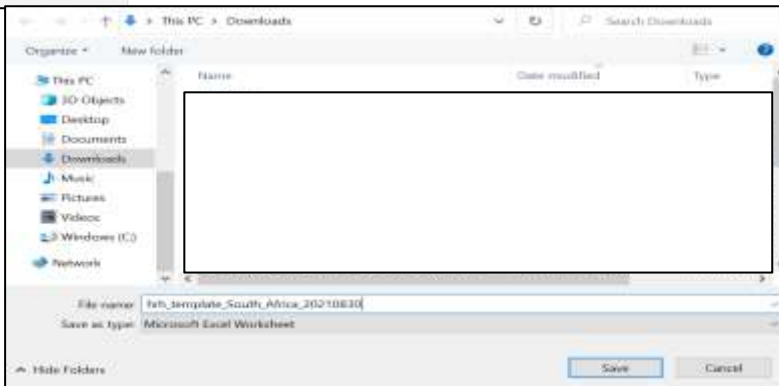 This PC > Downloads
Search Downloads
Organize
New folder
Name
Date modified
Type
This PC
3D Objects
Desktop
Documents
Downloads
Music
Pictures
Videos
Windows (C:)
Network
File name: hrh_template_South_Africa_20210830
Save as type: Microsoft Excel Worksheet
Hide Folders
Save
Cancel